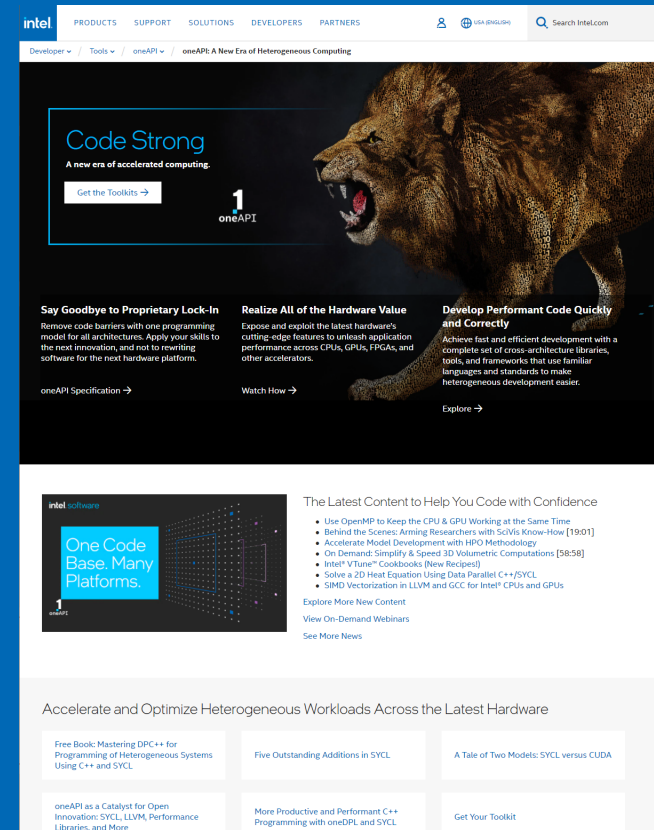 intel.
PRODUCTS SUPPORT SOLUTIONS DEVELOPERS PARTNERS
USA (ENGLISH)
Search Intel.com
Developer / Tools / oneAPI / oneAPI: A New Era of Heterogeneous Computing
Code Strong
A new era of accelerated computing.
Get the Toolkits →
1
oneAPI
Say Goodbye to Proprietary Lock-In
Remove code barriers with one programming
model for all architectures. Apply your skills to
the next innovation, and not to rewriting
software for the next hardware platform.
oneAPI Specification →
Realize All of the Hardware Value
Expose and exploit the latest hardware's
cutting-edge features to unleash application
performance across CPUs, GPUs, FPGAs, and
other accelerators.
Watch How →
Develop Performant Code Quickly
and Correctly
Achieve fast and efficient development with a
complete set of cross-architecture libraries,
tools, and frameworks that use familiar
languages and standards to make
heterogeneous development easier.
Explore →
intel software
One Code
Base. Many
Platforms.
1
oneAPI
The Latest Content to Help You Code with Confidence
• Use OpenMP to Keep the CPU & GPU Working at the Same Time
• Behind the Scenes: Arming Researchers with SciVis Know-How [19:01]
• Accelerate Model Development with HPO Methodology
• On Demand: Simplify & Speed 3D Volumetric Computations [58:58]
• Intel® VTune™ Cookbooks (New Recipes!)
• Solve a 2D Heat Equation Using Data Parallel C++/SYCL
• SIMD Vectorization in LLVM and GCC for Intel® CPUs and GPUs
Explore More New Content
View On-Demand Webinars
See More News
Accelerate and Optimize Heterogeneous Workloads Across the Latest Hardware
Free Book: Mastering DPC++ for
Programming of Heterogeneous Systems
Using C++ and SYCL
Five Outstanding Additions in SYCL
A Tale of Two Models: SYCL versus CUDA
oneAPI as a Catalyst for Open
Innovation: SYCL, LLVM, Performance
Libraries, and More
More Productive and Performant C++
Programming with oneDPL and SYCL
Get Your Toolkit